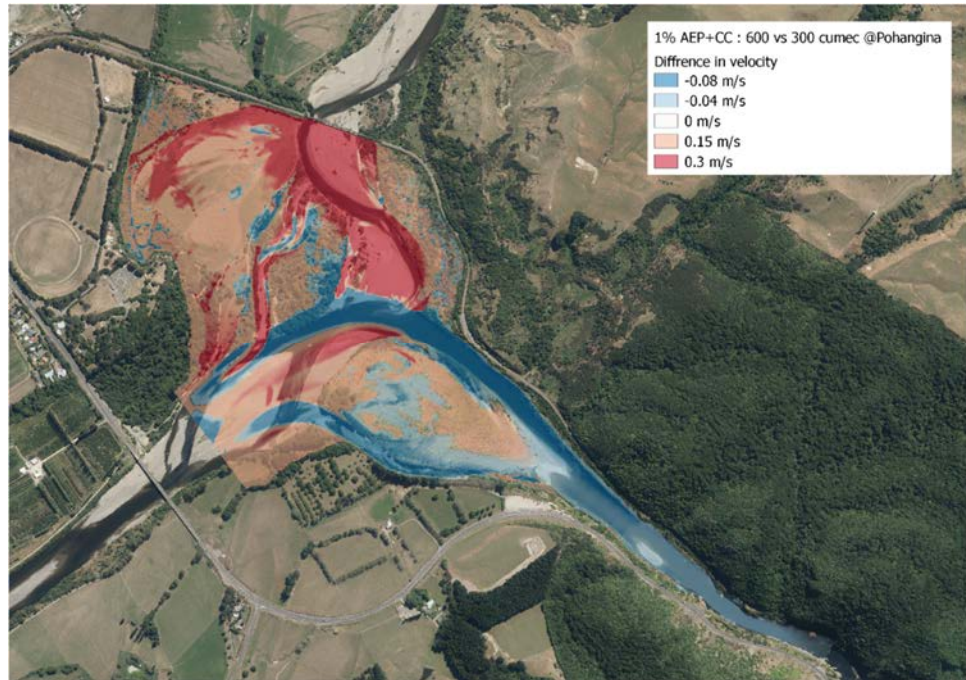 1% AEP+CC : 600 vs 300 cumec @Pohangina
Diffrence in velocity
-0.08 m/s
-0.04 m/s
0 m/s
0.15 m/s
0.3 m/s